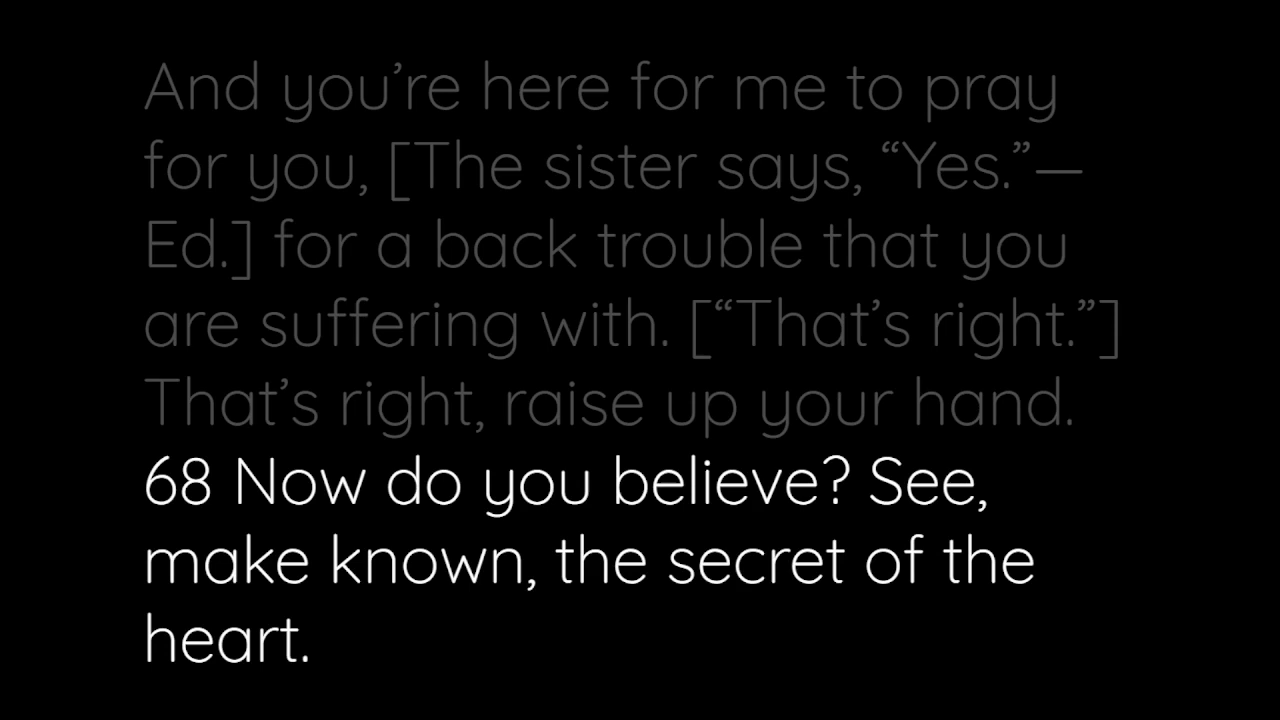 And you’re here for me to pray
for you, [The sister says, “Yes.”—
Ed.] for a back trouble that you
are suffering with. [“That’s right.”]
That’s right, raise up your hand.
68 Now do you believe? See,
make known, the secret of the
heart.